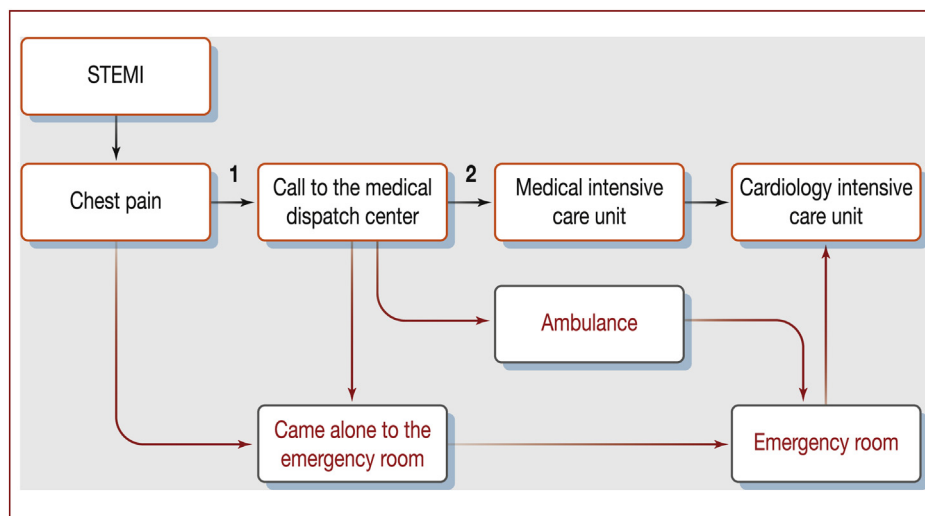 STEMI
Chest pain
1
Call to the medical
dispatch center
2
Medical intensive
care unit
Cardiology intensive
care unit
Ambulance
Came alone to the
emergency room
Emergency room